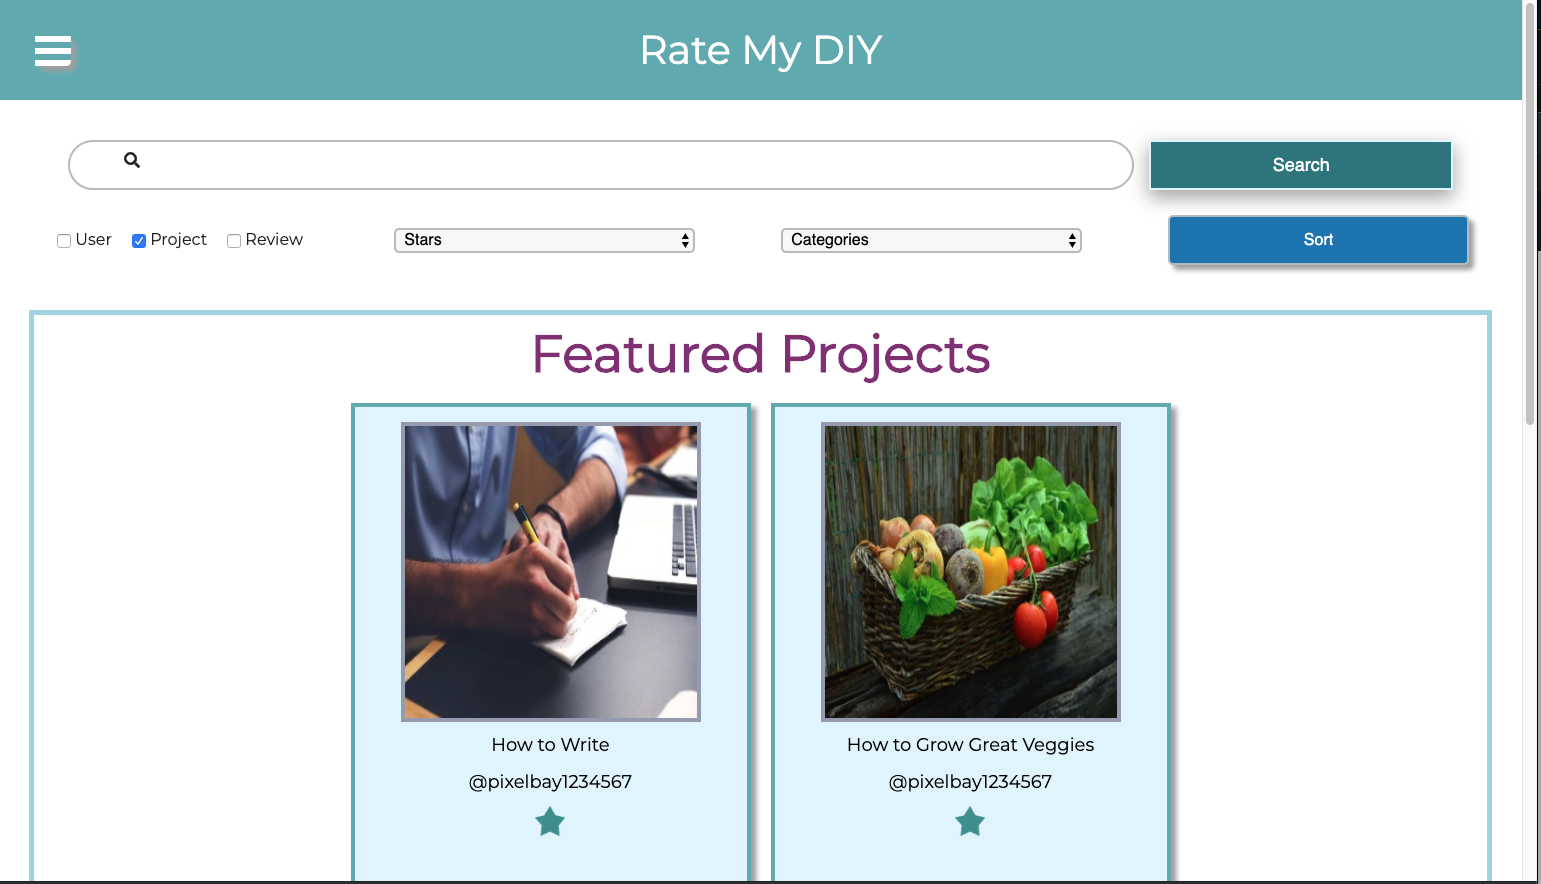 Rate My DIY
Search
User Project Review Stars Categories Sort
Featured Projects
How to Write How to Grow Great Veggies
@pixelbay1234567 @pixelbay1234567